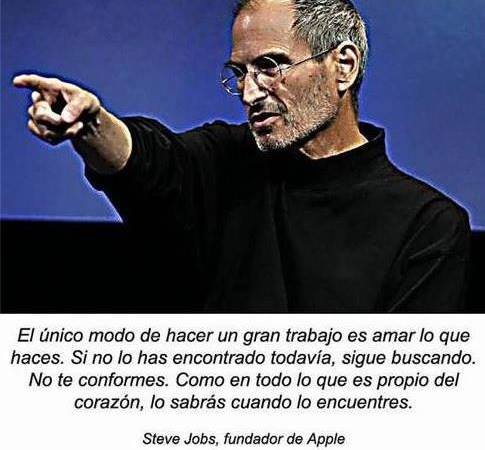 El único modo de hacer un gran trabajo es amar lo que
haces. Si no lo has encontrado todavía, sigue buscando.
No te conformes. Como en todo lo que es propio del
corazón, lo sabrás cuando lo encuentres.
Steve Jobs, fundador de Apple